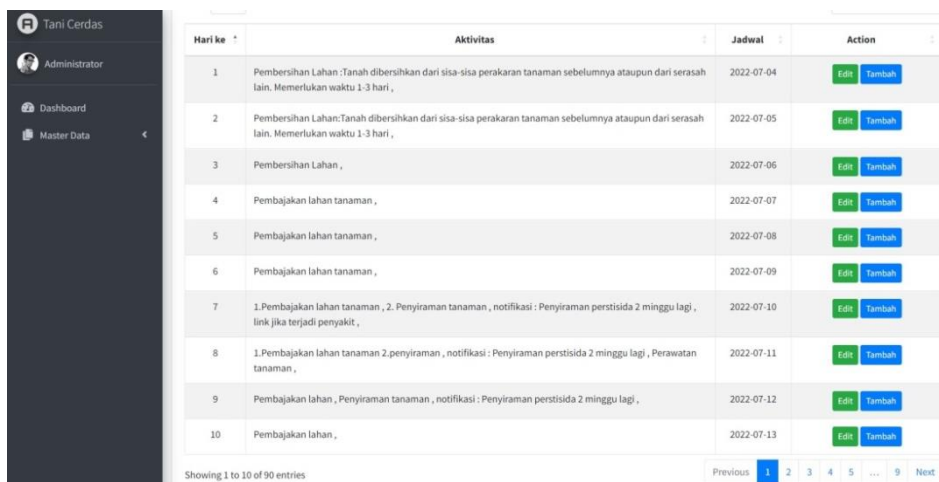 Tani Cerdas
Administrator
Dashboard
Master Data
Hari ke Aktivitas Jadwal Action
1 Pembersihan Lahan :Tanah dibersihkan dari sisa-sisa perakaran tanaman sebelumnya ataupun dari serasah 2022-07-04 Edit Tambah
lain. Memerlukan waktu 1-3 hari ,
2 Pembersihan Lahan:Tanah dibersihkan dari sisa-sisa perakaran tanaman sebelumnya ataupun dari serasah 2022-07-05 Edit Tambah
lain. Memerlukan waktu 1-3 hari ,
3 Pembersihan Lahan , 2022-07-06 Edit Tambah
4 Pembajakan lahan tanaman , 2022-07-07 Edit Tambah
5 Pembajakan lahan tanaman , 2022-07-08 Edit Tambah
6 Pembajakan lahan tanaman , 2022-07-09 Edit Tambah
7 1.Pembajakan lahan tanaman , 2. Penyiraman tanaman , notifikasi : Penyiraman perstisida 2 minggu lagi , 2022-07-10 Edit Tambah
link jika terjadi penyakit ,
8 1.Pembajakan lahan tanaman 2.penyiraman , notifikasi : Penyiraman perstisida 2 minggu lagi , Perawatan 2022-07-11 Edit Tambah
tanaman ,
9 Pembajakan lahan , Penyiraman tanaman , notifikasi : Penyiraman perstisida 2 minggu lagi , 2022-07-12 Edit Tambah
10 Pembajakan lahan , 2022-07-13 Edit Tambah
Showing 1 to 10 of 90 entries Previous 1 2 3 4 5 ... 9 Next